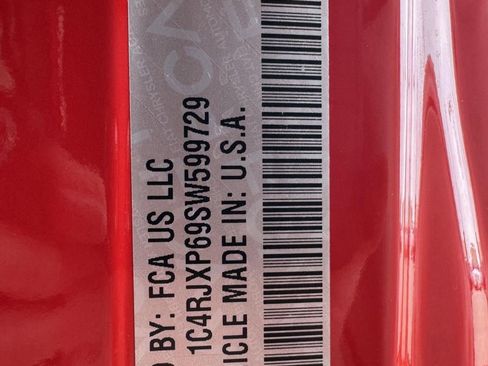 D BY: FCA US LLC
1C4RJXP69SW599729
ICLE MADE IN: U.S.A.